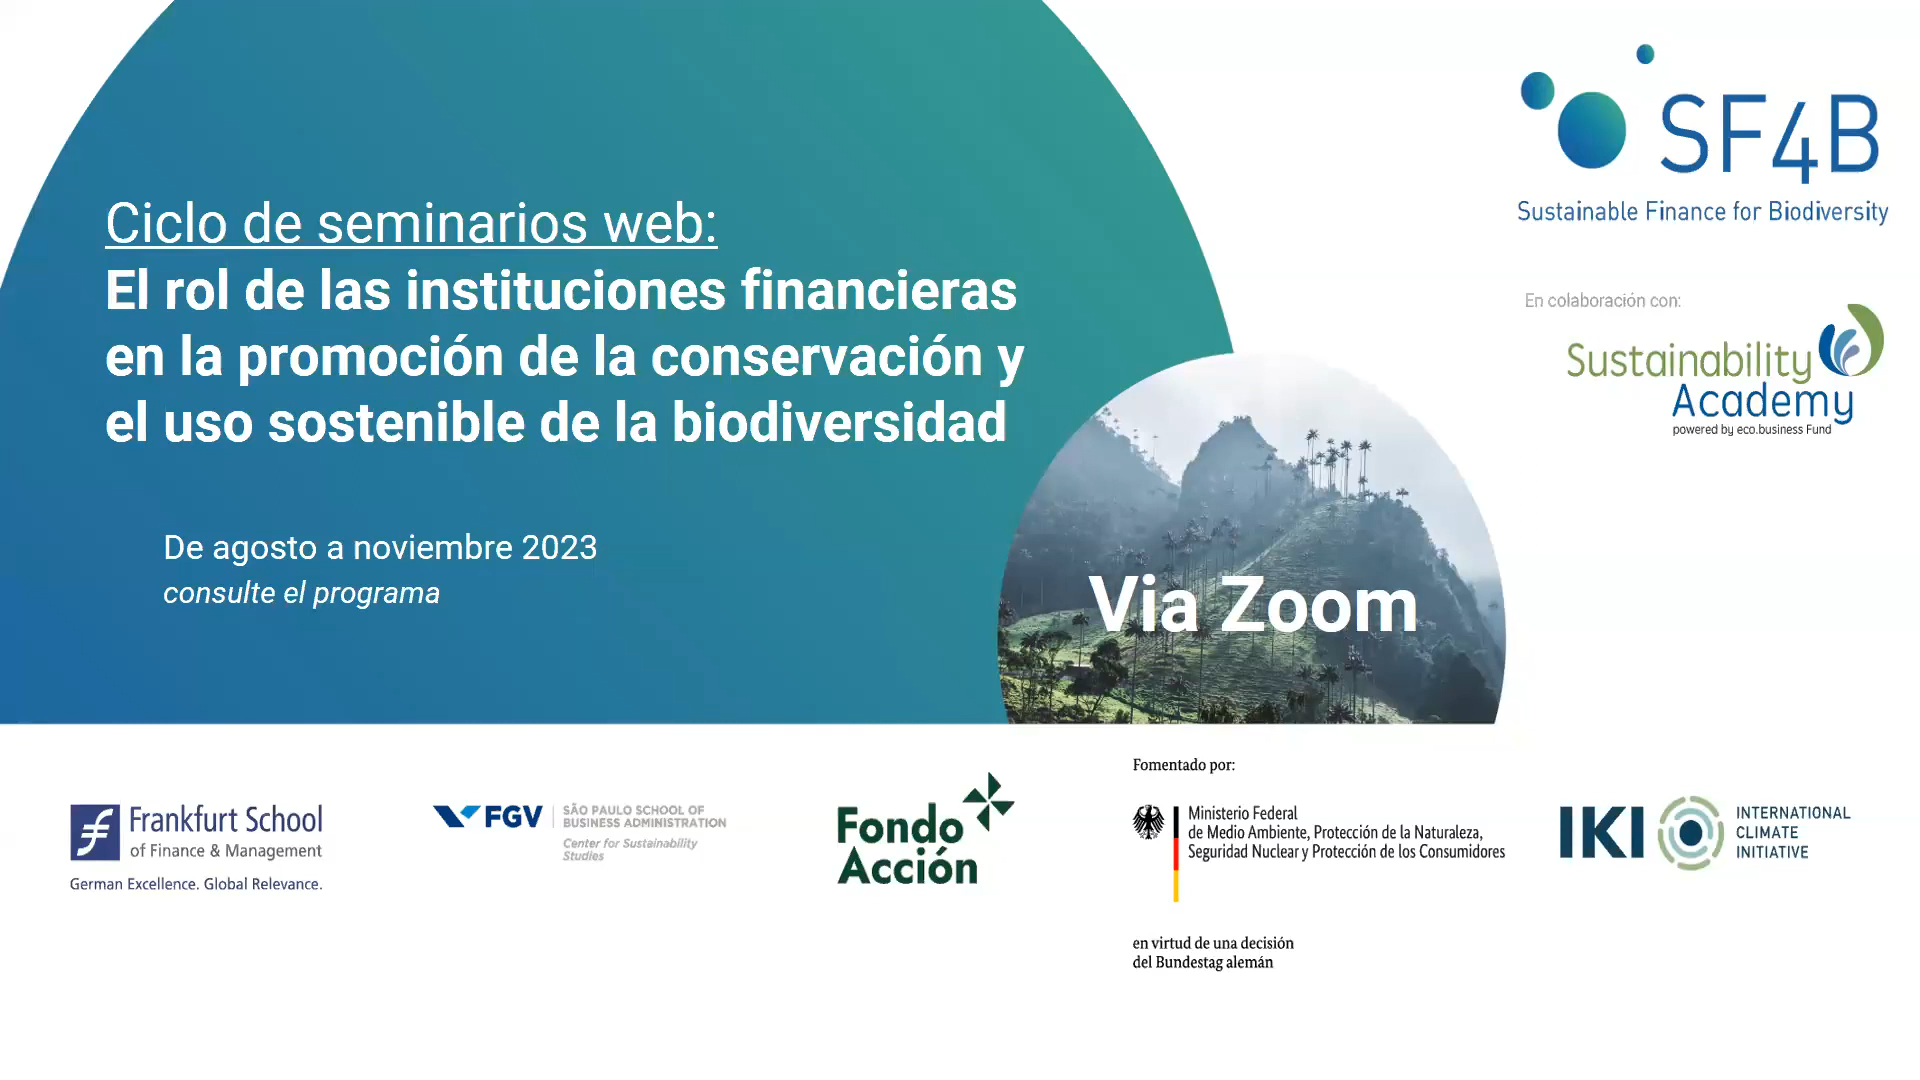 Ciclo de seminarios web:
El rol de las instituciones financieras
en la promoción de la conservación y
el uso sostenible de la biodiversidad
De agosto a noviembre 2023
consulte el programa
Via Zoom
SF4B
Sustainable Finance for Biodiversity
En colaboración con:
Sustainability
Academy
powered by eco.business Fund
Frankfurt School
of Finance & Management
German Excellence. Global Relevance.
FGV
SÃO PAULO SCHOOL OF
BUSINESS ADMINISTRATION
Center for Sustainability
Studies
Fondo
Acción
Fomentado por:
Ministerio Federal
de Medio Ambiente, Protección de la Naturaleza,
Seguridad Nuclear y Protección de los Consumidores
en virtud de una decisión
del Bundestag alemán
IKI
INTERNATIONAL
CLIMATE
INITIATIVE